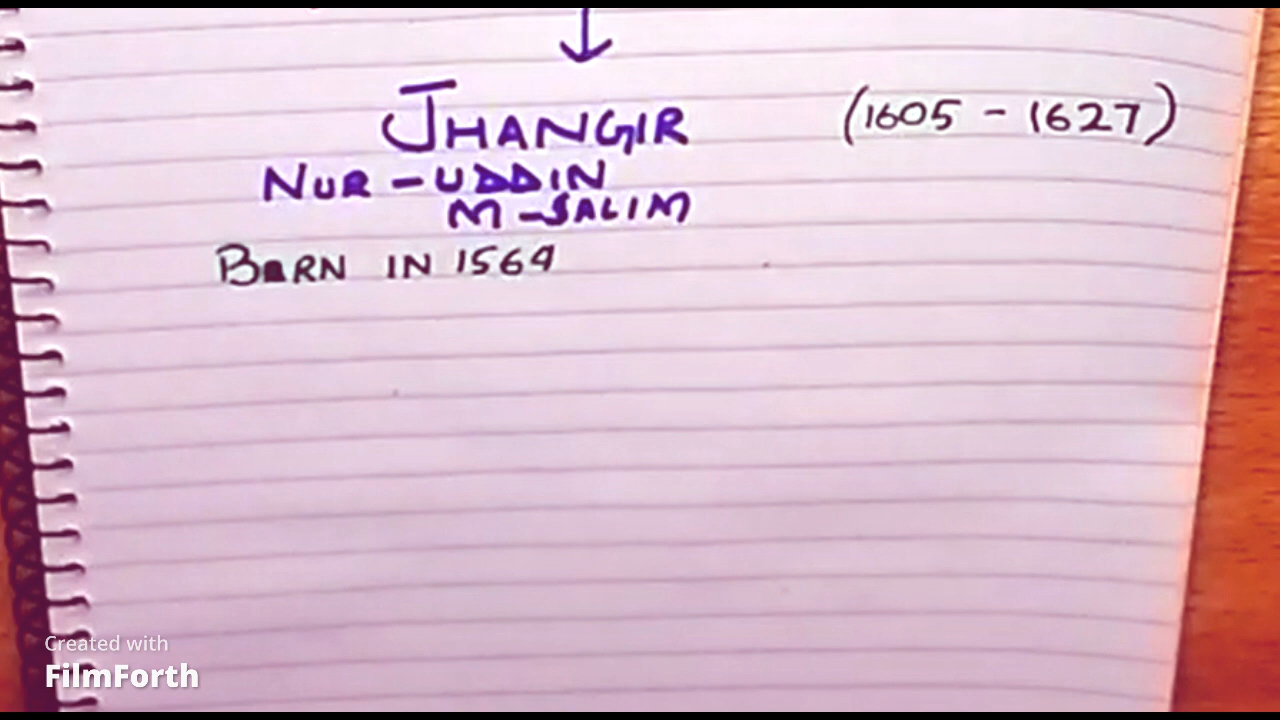 JHANGIR (1605 - 1627)
NUR - UDDIN
M - SALIM
BORN IN 1569
Created with
FilmForth